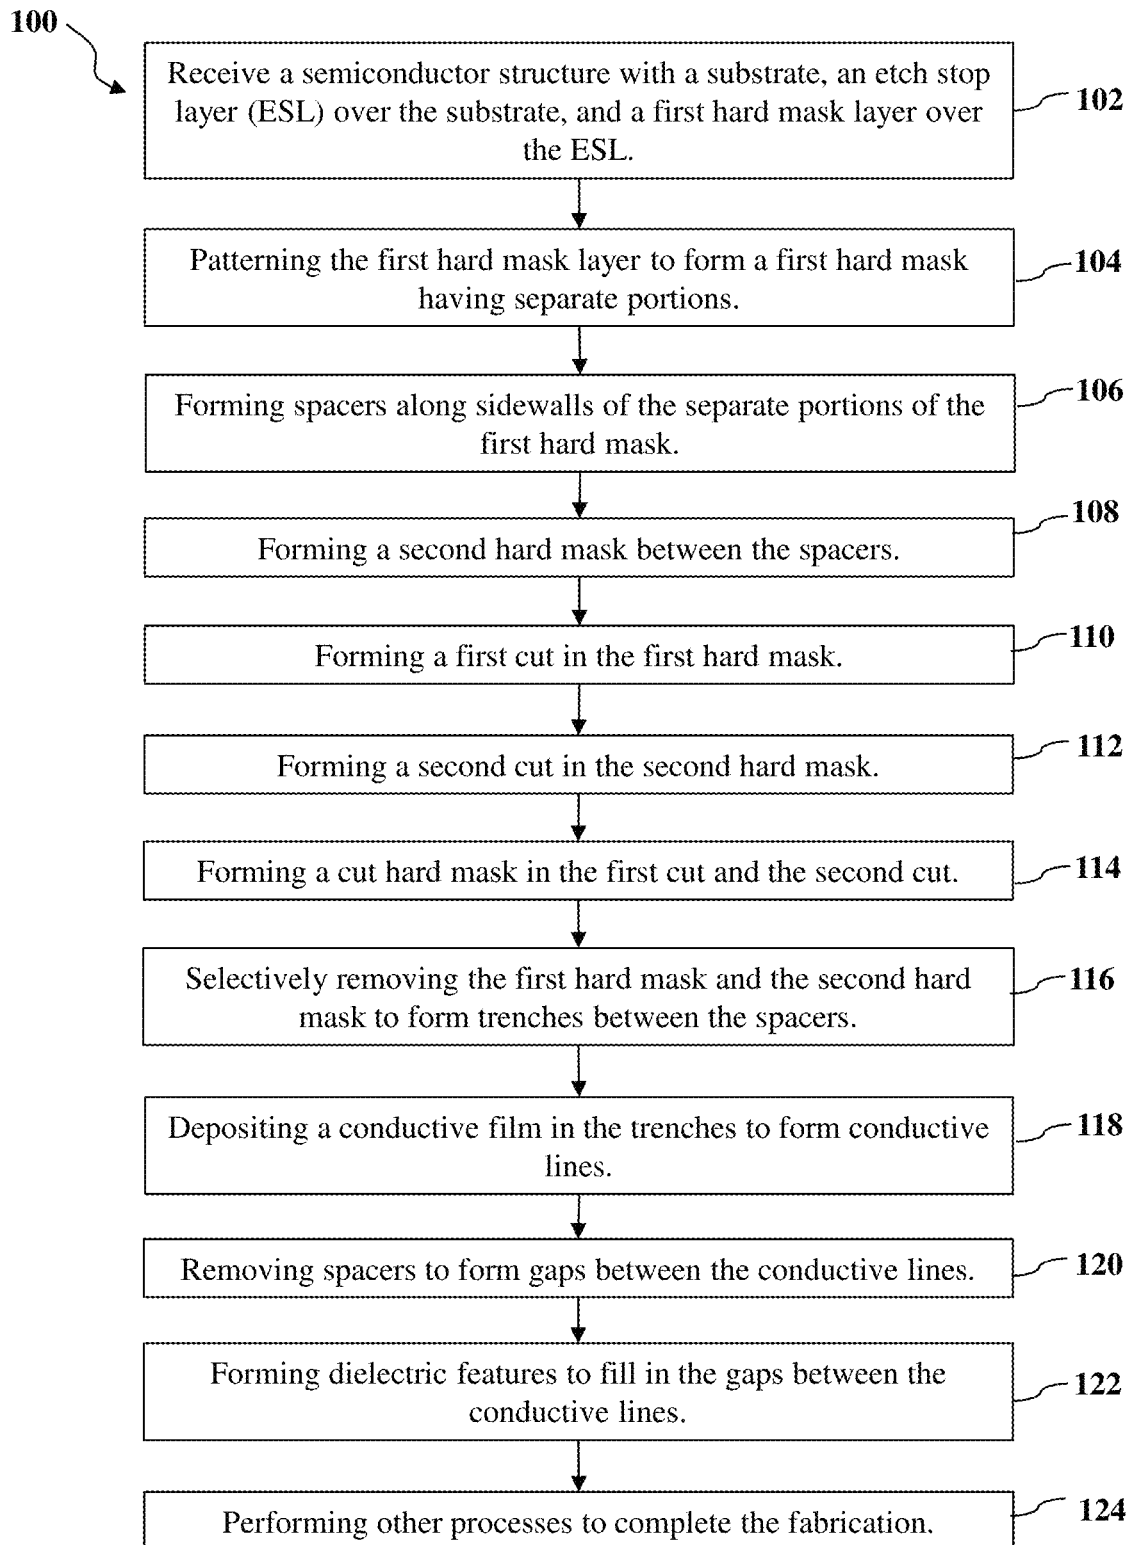 100
Receive a semiconductor structure with a substrate, an etch stop
layer (ESL) over the substrate, and a first hard mask layer over
the ESL.
102
Patterning the first hard mask layer to form a first hard mask
having separate portions.
104
Forming spacers along sidewalls of the separate portions of the
first hard mask.
106
Forming a second hard mask between the spacers.
108
Forming a first cut in the first hard mask.
110
Forming a second cut in the second hard mask.
112
Forming a cut hard mask in the first cut and the second cut.
114
Selectively removing the first hard mask and the second hard
mask to form trenches between the spacers.
116
Depositing a conductive film in the trenches to form conductive
lines.
118
Removing spacers to form gaps between the conductive lines.
120
Forming dielectric features to fill in the gaps between the
conductive lines.
122
Performing other processes to complete the fabrication.
124